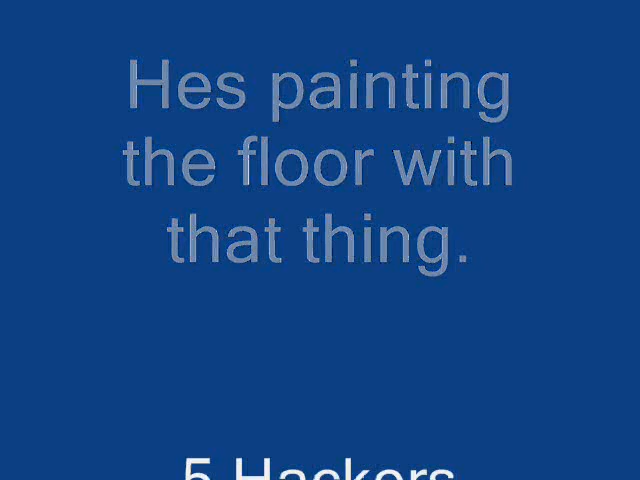 Hes painting
the floor with
that thing.
5 Hackers